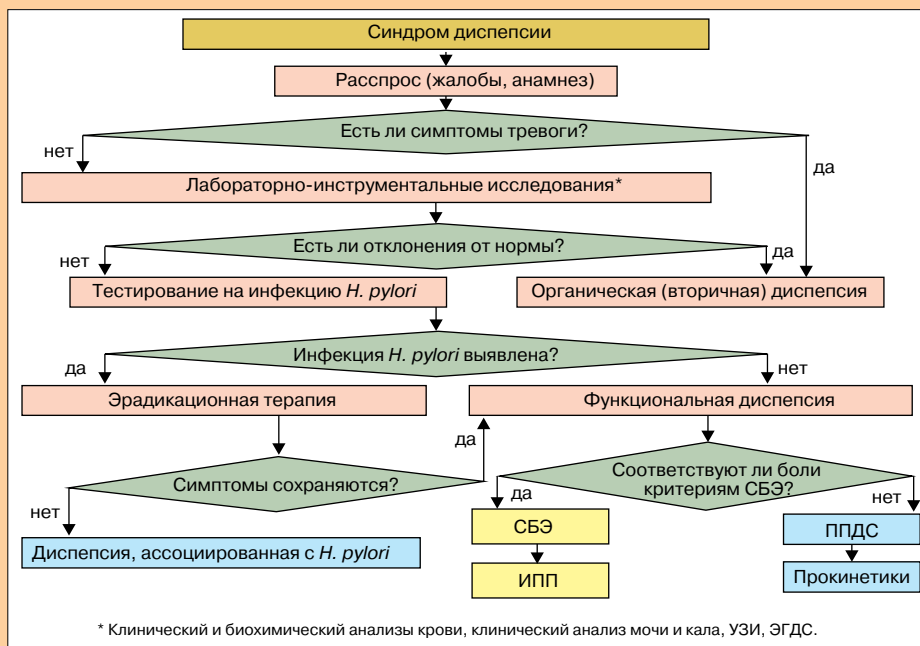 Синдром диспепсии
Расспрос (жалобы, анамнез)
Есть ли симптомы тревоги?
нет
да
Лабораторно-инструментальные исследования*
Есть ли отклонения от нормы?
нет
да
Тестирование на инфекцию H. pylori
Органическая (вторичная) диспепсия
Инфекция H. pylori выявлена?
да
нет
Эрадикационная терапия
Функциональная диспепсия
да
Симптомы сохраняются?
Соответствуют ли боли
критериям СБЭ?
нет
да
нет
Диспепсия, ассоциированная с H. pylori
СБЭ
ППДС
ИПП
Прокинетики
* Клинический и биохимический анализы крови, клинический анализ мочи и кала, УЗИ, ЭГДС.